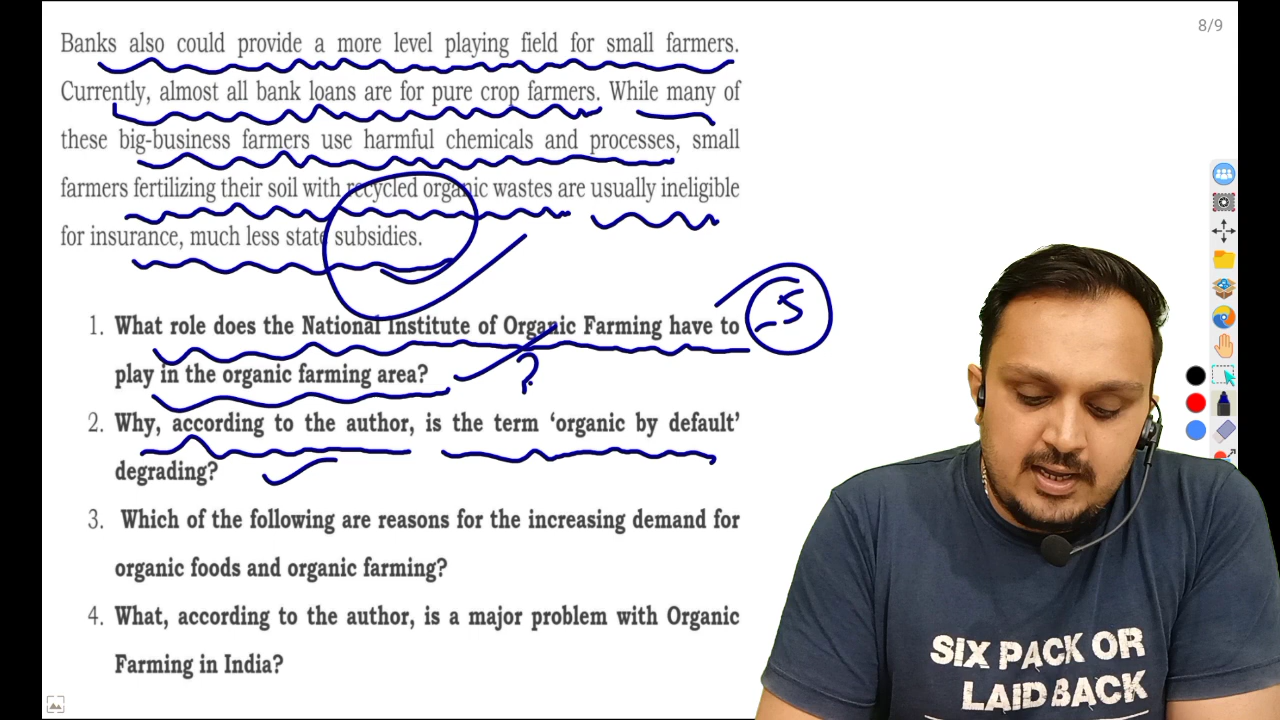 8/9
Banks also could provide a more level playing field for small farmers.
Currently, almost all bank loans are for pure crop farmers. While many of
these big-business farmers use harmful chemicals and processes, small
farmers fertilizing their soil with recycled organic wastes are usually ineligible
for insurance, much less state subsidies.
1. What role does the National Institute of Organic Farming have to
play in the organic farming area?
?
2. Why, according to the author, is the term ‘organic by default’
degrading?
3. Which of the following are reasons for the increasing demand for
organic foods and organic farming?
4. What, according to the author, is a major problem with Organic
Farming in India?
SIX PACK OR
LAID BACK